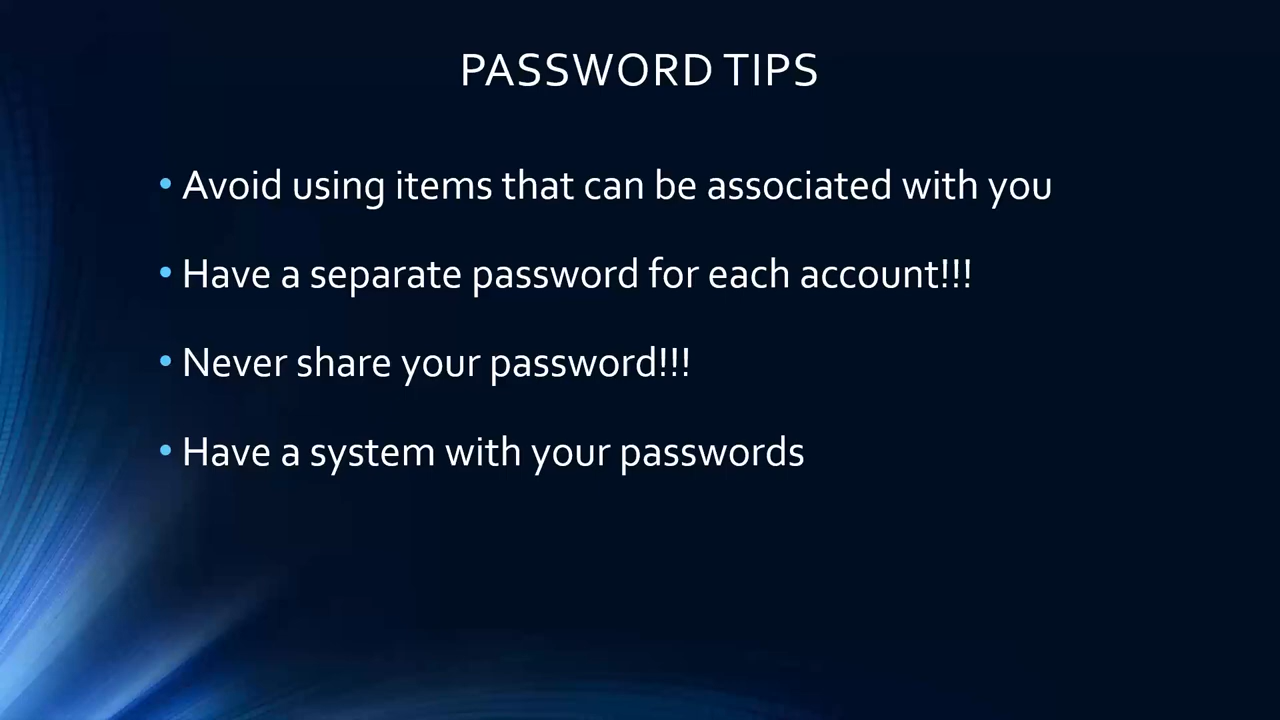 PASSWORD TIPS
• Avoid using items that can be associated with you
• Have a separate password for each account!!!
• Never share your password!!!
• Have a system with your passwords